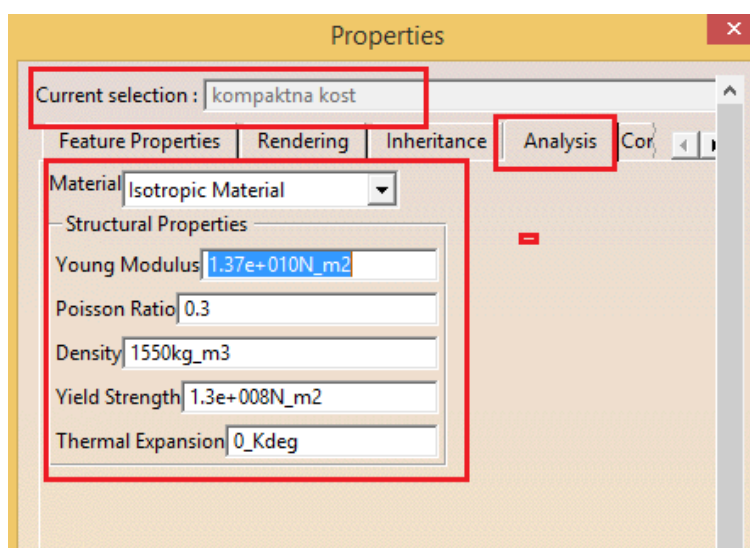 Properties
Current selection : kompaktna kost
Feature Properties Rendering Inheritance Analysis Cor
Material Isotropic Material
Structural Properties
Young Modulus 1.37e+010N_m2
Poisson Ratio 0.3
Density 1550kg_m3
Yield Strength 1.3e+008N_m2
Thermal Expansion 0_Kdeg